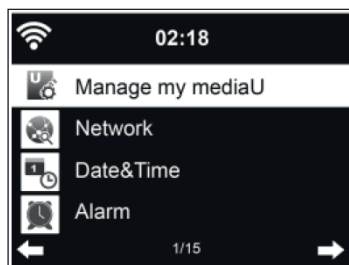 02:18
Manage my mediaU
Network
Date&Time
Alarm
1/15